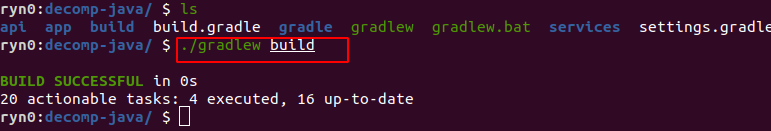 ryn0:decomp-java/ $ ls
api app build build.gradle gradle gradlew gradlew.bat services settings.gradle
ryn0:decomp-java/ $ ./gradlew build
BUILD SUCCESSFUL in 0s
20 actionable tasks: 4 executed, 16 up-to-date
ryn0:decomp-java/ $